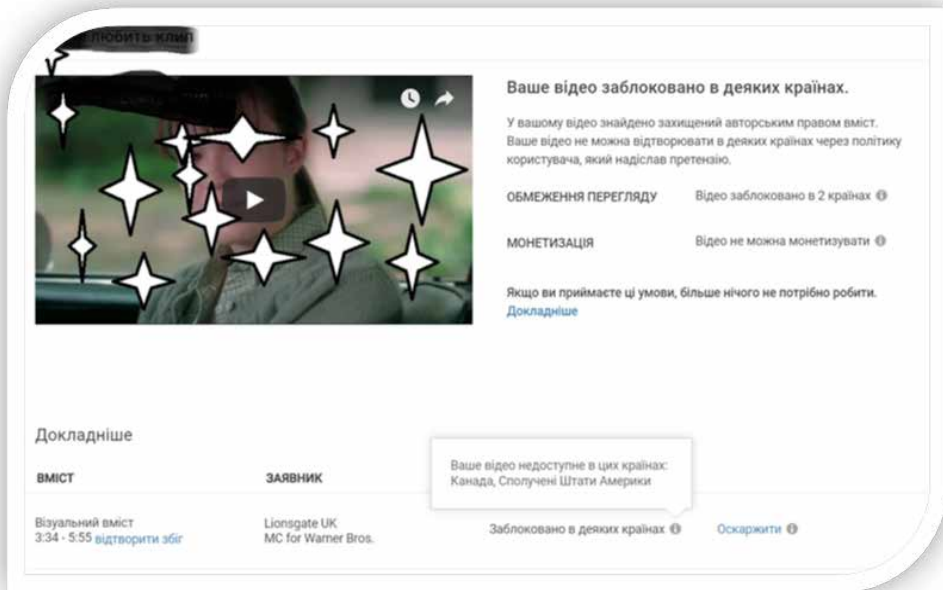 любить клип
Ваше відео заблоковано в деяких країнах.
У вашому відео знайдено захищений авторським правом вміст.
Ваше відео не можна відтворювати в деяких країнах через політику
користувача, який надіслав претензію.
ОБМЕЖЕННЯ ПЕРЕГЛЯДУ Відео заблоковано в 2 країнах
МОНЕТИЗАЦІЯ Відео не можна монетизувати
Якщо ви приймаєте ці умови, більше нічого не потрібно робити.
Докладніше
Докладніше
ВМІСТ ЗАЯВНИК
Ваше відео недоступне в цих країнах:
Канада, Сполучені Штати Америки
Візуальний вміст
3:34 - 5:55 відтворити збіг
Lionsgate UK
MC for Warner Bros.
Заблоковано в деяких країнах
Оскаржити